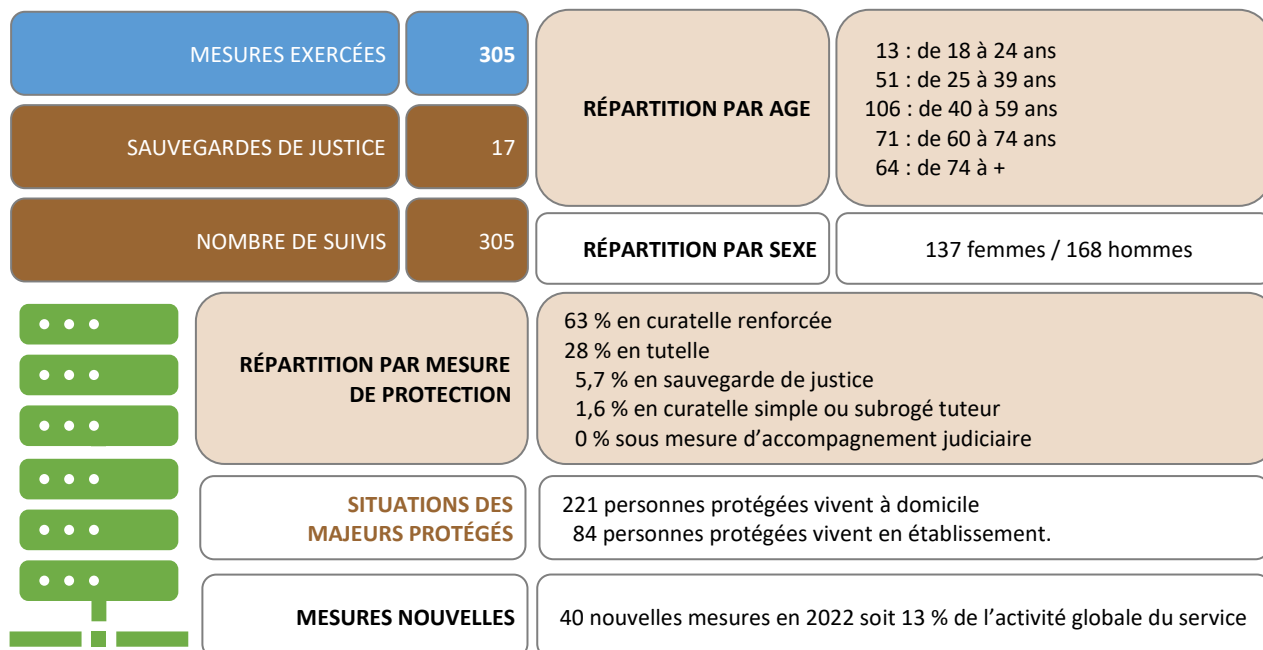 MESURES EXERCÉES 305
SAUVEGARDES DE JUSTICE 17
NOMBRE DE SUIVIS 305
RÉPARTITION PAR AGE
13 : de 18 à 24 ans
51 : de 25 à 39 ans
106 : de 40 à 59 ans
71 : de 60 à 74 ans
64 : de 74 à +
RÉPARTITION PAR SEXE
137 femmes / 168 hommes
RÉPARTITION PAR MESURE
DE PROTECTION
63 % en curatelle renforcée
28 % en tutelle
5,7 % en sauvegarde de justice
1,6 % en curatelle simple ou subrogé tuteur
0 % sous mesure d’accompagnement judiciaire
SITUATIONS DES
MAJEURS PROTÉGÉS
221 personnes protégées vivent à domicile
84 personnes protégées vivent en établissement.
MESURES NOUVELLES
40 nouvelles mesures en 2022 soit 13 % de l’activité globale du service